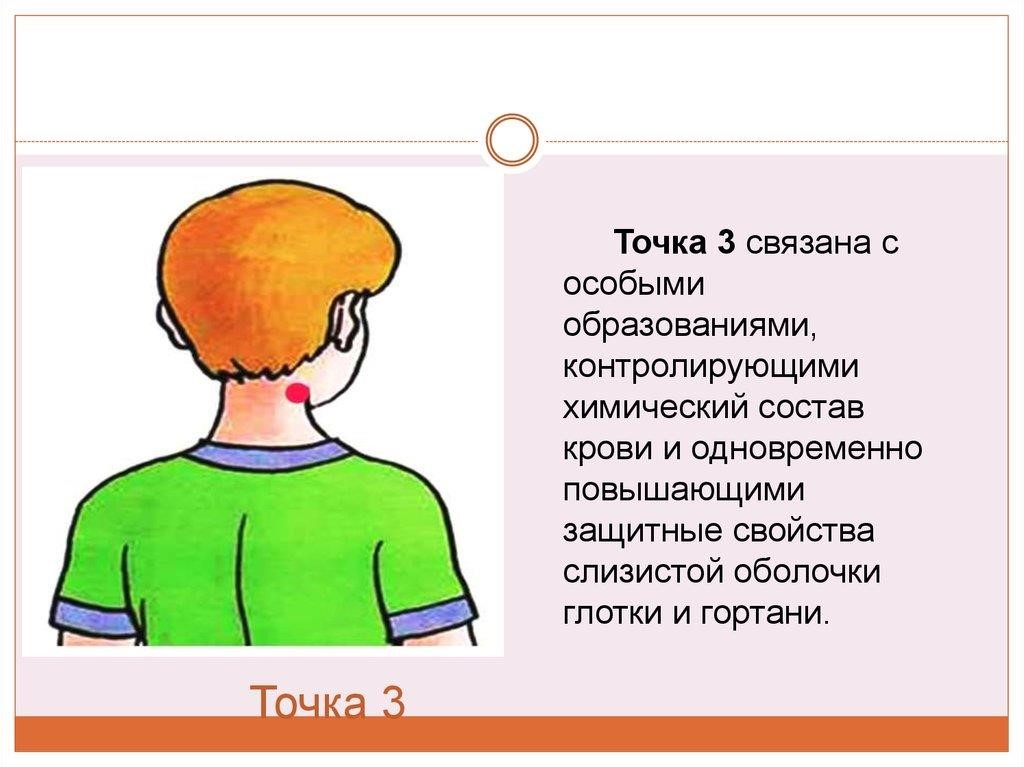 Точка 3 связана с
особыми
образованиями,
контролирующими
химический состав
крови и одновременно
повышающими
защитные свойства
слизистой оболочки
глотки и гортани.
Точка 3